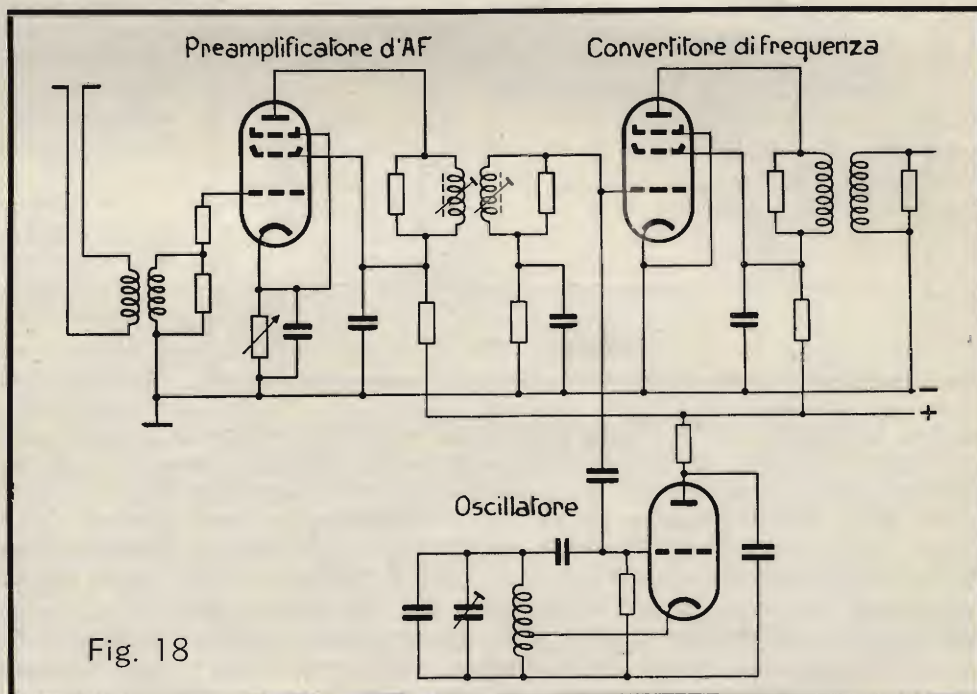 Preamplificatore d'AF
Convertitore di frequenza
−
+
Oscillatore
Fig. 18